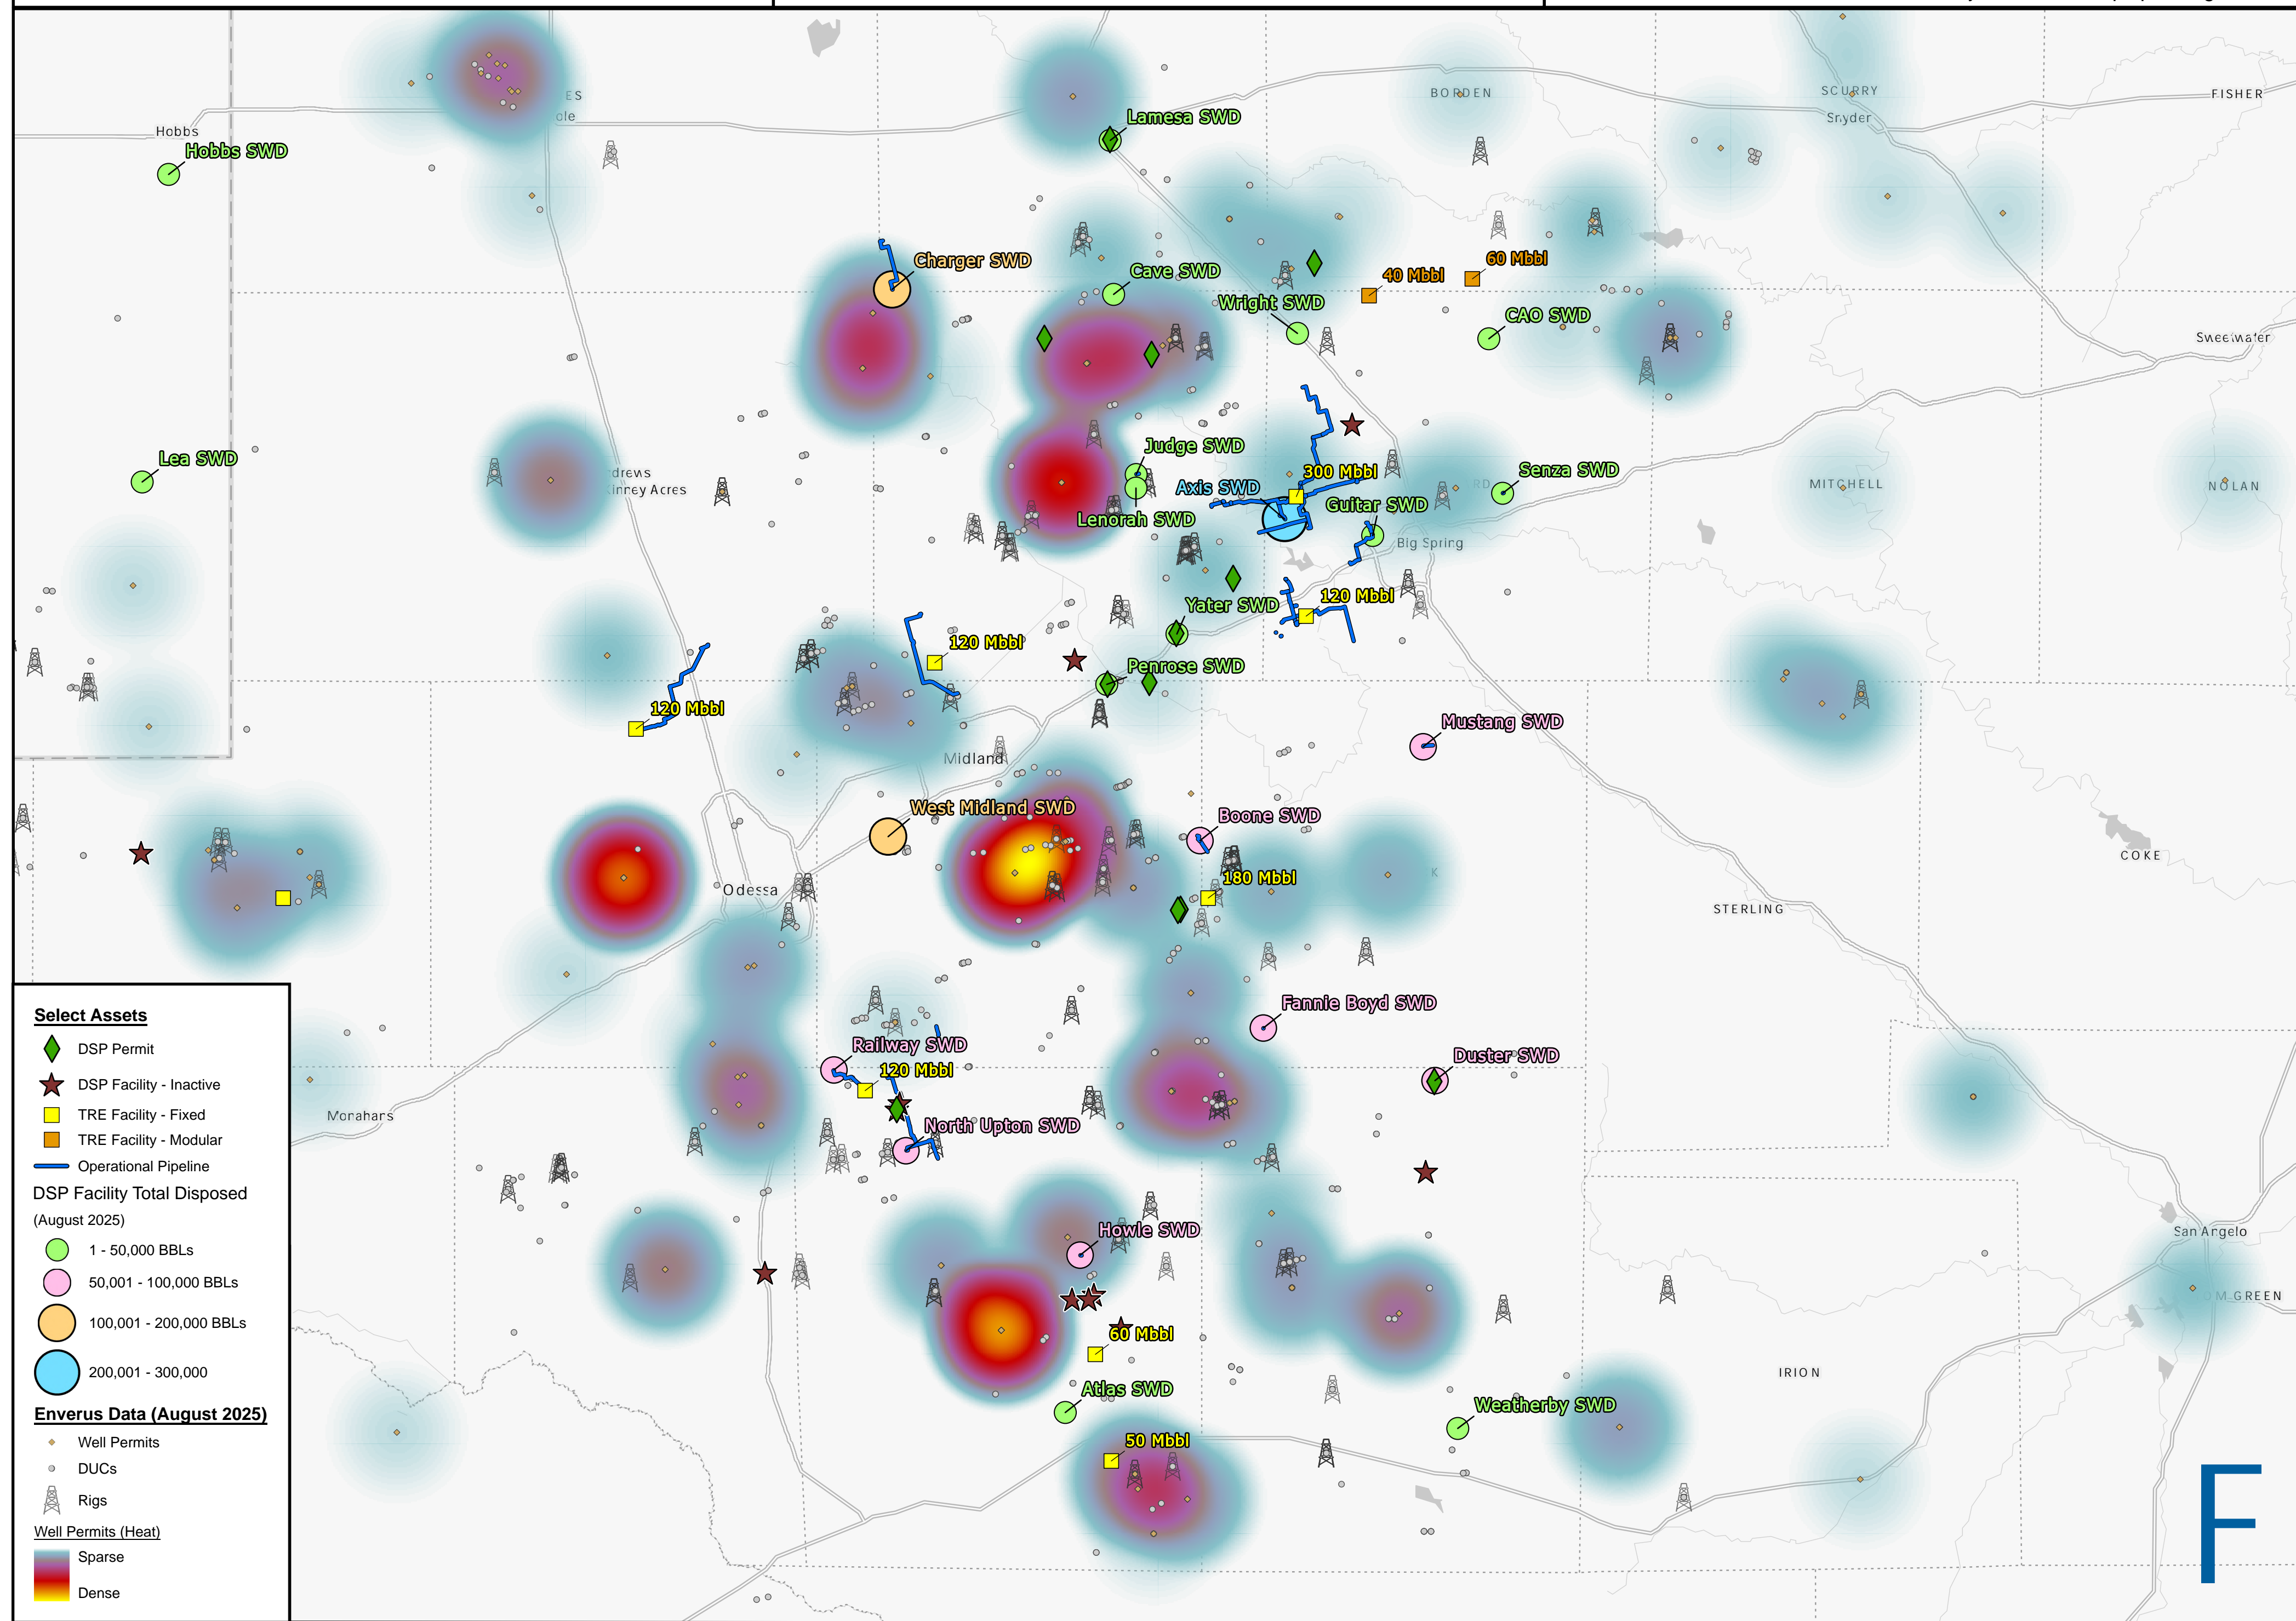 BORDEN
SCURRY
FISHER
Snyder
Hobbs
Lamesa SWD
Hobbs SWD
Charger SWD
Cave SWD
60 Mbbl
40 Mbbl
Wright SWD
CAO SWD
Sweetwater
Judge SWD
Lea SWD
300 Mbbl
Senza SWD
Axis SWD
MITCHELL
NOLAN
Guitar SWD
Lenorah SWD
Big Spring
120 Mbbl
Yater SWD
120 Mbbl
Penrose SWD
120 Mbbl
Mustang SWD
Midland
West Midland SWD
Boone SWD
COKE
180 Mbbl
Odessa
STERLING
Fannie Boyd SWD
Railway SWD
Duster SWD
120 Mbbl
Monahans
North Upton SWD
Howle SWD
San Angelo
60 Mbbl
IRION
Atlas SWD
Weatherby SWD
50 Mbbl
Select Assets
DSP Permit
DSP Facility - Inactive
TRE Facility - Fixed
TRE Facility - Modular
Operational Pipeline
DSP Facility Total Disposed
(August 2025)
1 - 50,000 BBLs
50,001 - 100,000 BBLs
100,001 - 200,000 BBLs
200,001 - 300,000
Enverus Data (August 2025)
Well Permits
DUCs
Rigs
Well Permits (Heat)
Sparse
Dense
F